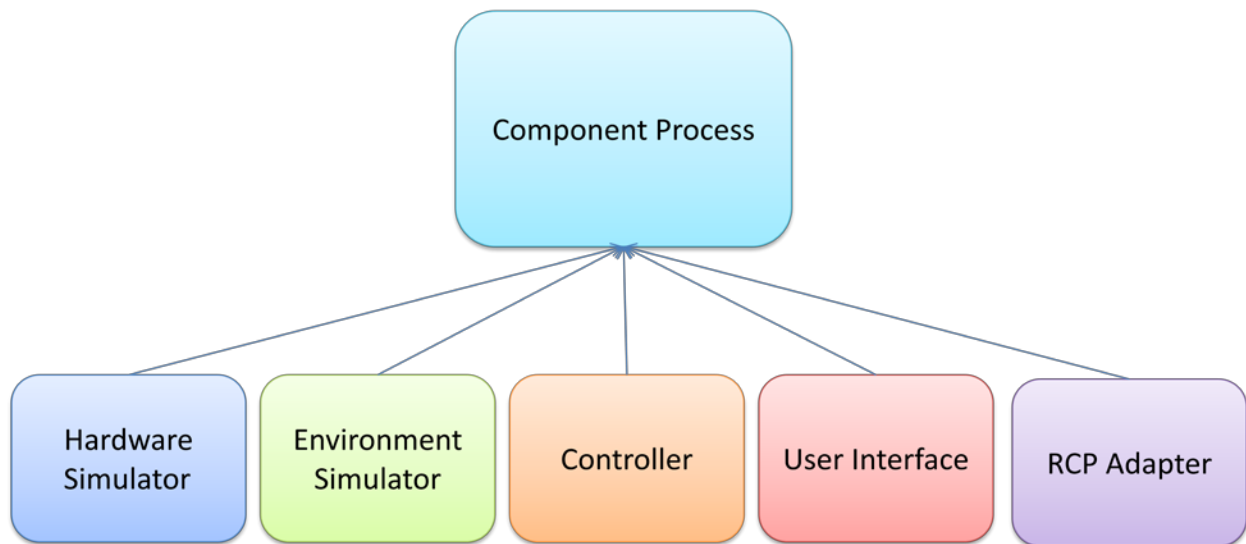 Component Process
Hardware
Simulator
Environment
Simulator
Controller
User Interface
RCP Adapter